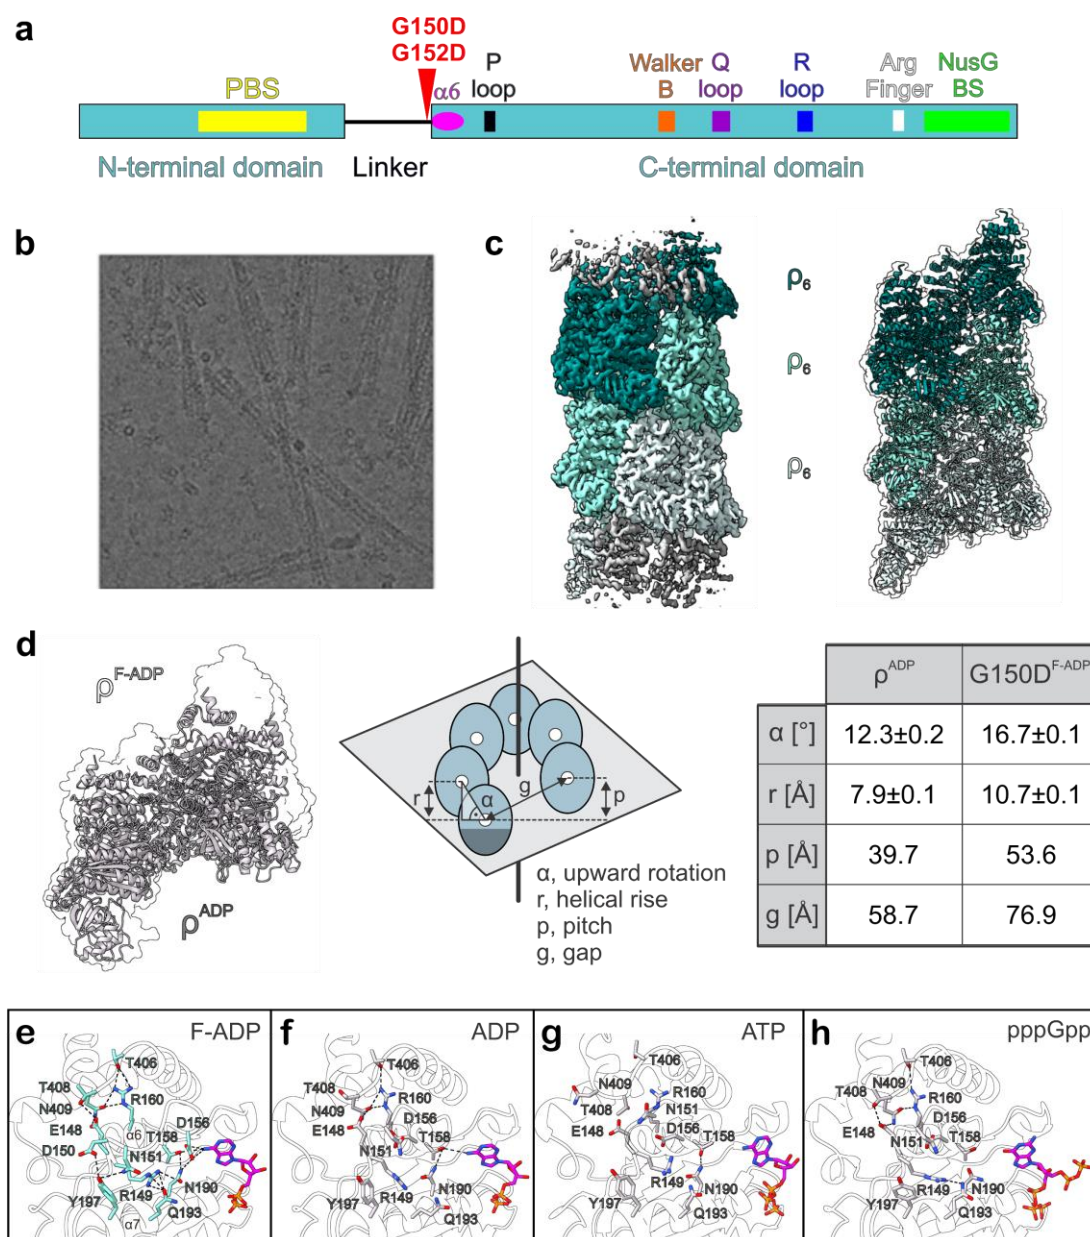 a
G150D
G152D
PBS
α6
P
loop
Walker
B
Q
loop
R
loop
Arg
Finger
NusG
BS
N-terminal domain
Linker
C-terminal domain
b
c
ρ6
ρ6
ρ6
d
ρF-ADP
ρADP
r
α
g
p
α, upward rotation
r, helical rise
p, pitch
g, gap
ρADP G150DF-ADP
α [°] 12.3±0.2 16.7±0.1
r [Å] 7.9±0.1 10.7±0.1
p [Å] 39.7 53.6
g [Å] 58.7 76.9
e F-ADP
T406
T408
R160
N409
E148
α6
D156
D150
T158
N151
Y197
R149
N190
α7
Q193
f ADP
T406
T408
R160
N409
D156
E148
T158
N151
R149
N190
Y197
Q193
g ATP
T406
N409
R160
T408
N151
E148
D156
T158
R149
N190
Y197
Q193
h pppGpp
T406
T408
N409
R160
E148
D156
N151
T158
R149
N190
Y197
Q193